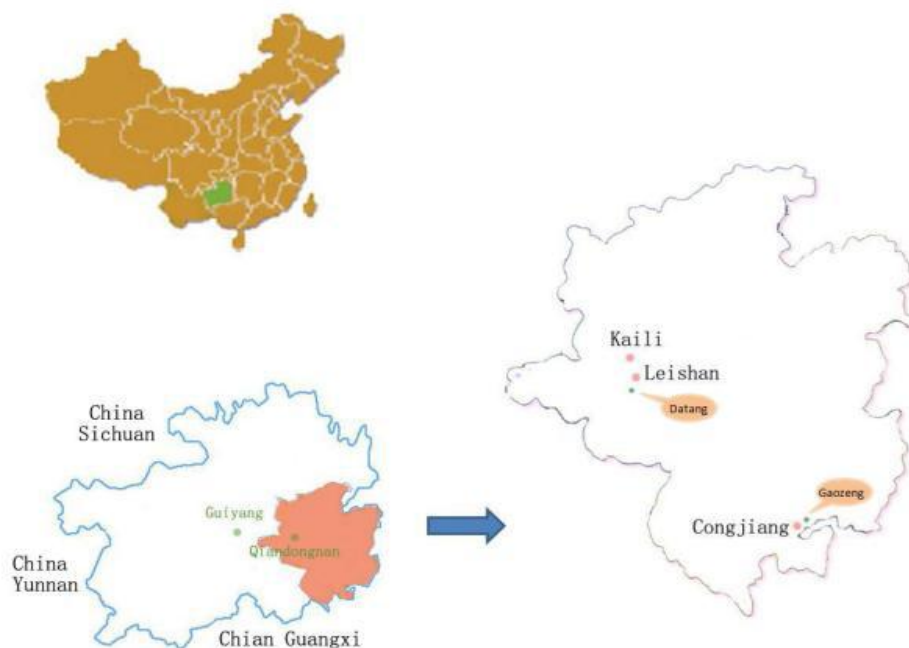 Kaili
Leishan
Datang
China
Sichuan
Gaozeng
Guiyang
Congjiang
Qiandongnan
China
Yunnan
Chian Guangxi